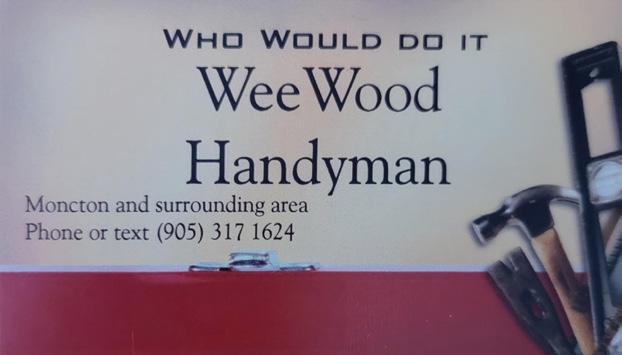 WHO WOULD DO IT
WeeWood
Handyman
Moncton and surrounding area
Phone or text (905) 317 1624